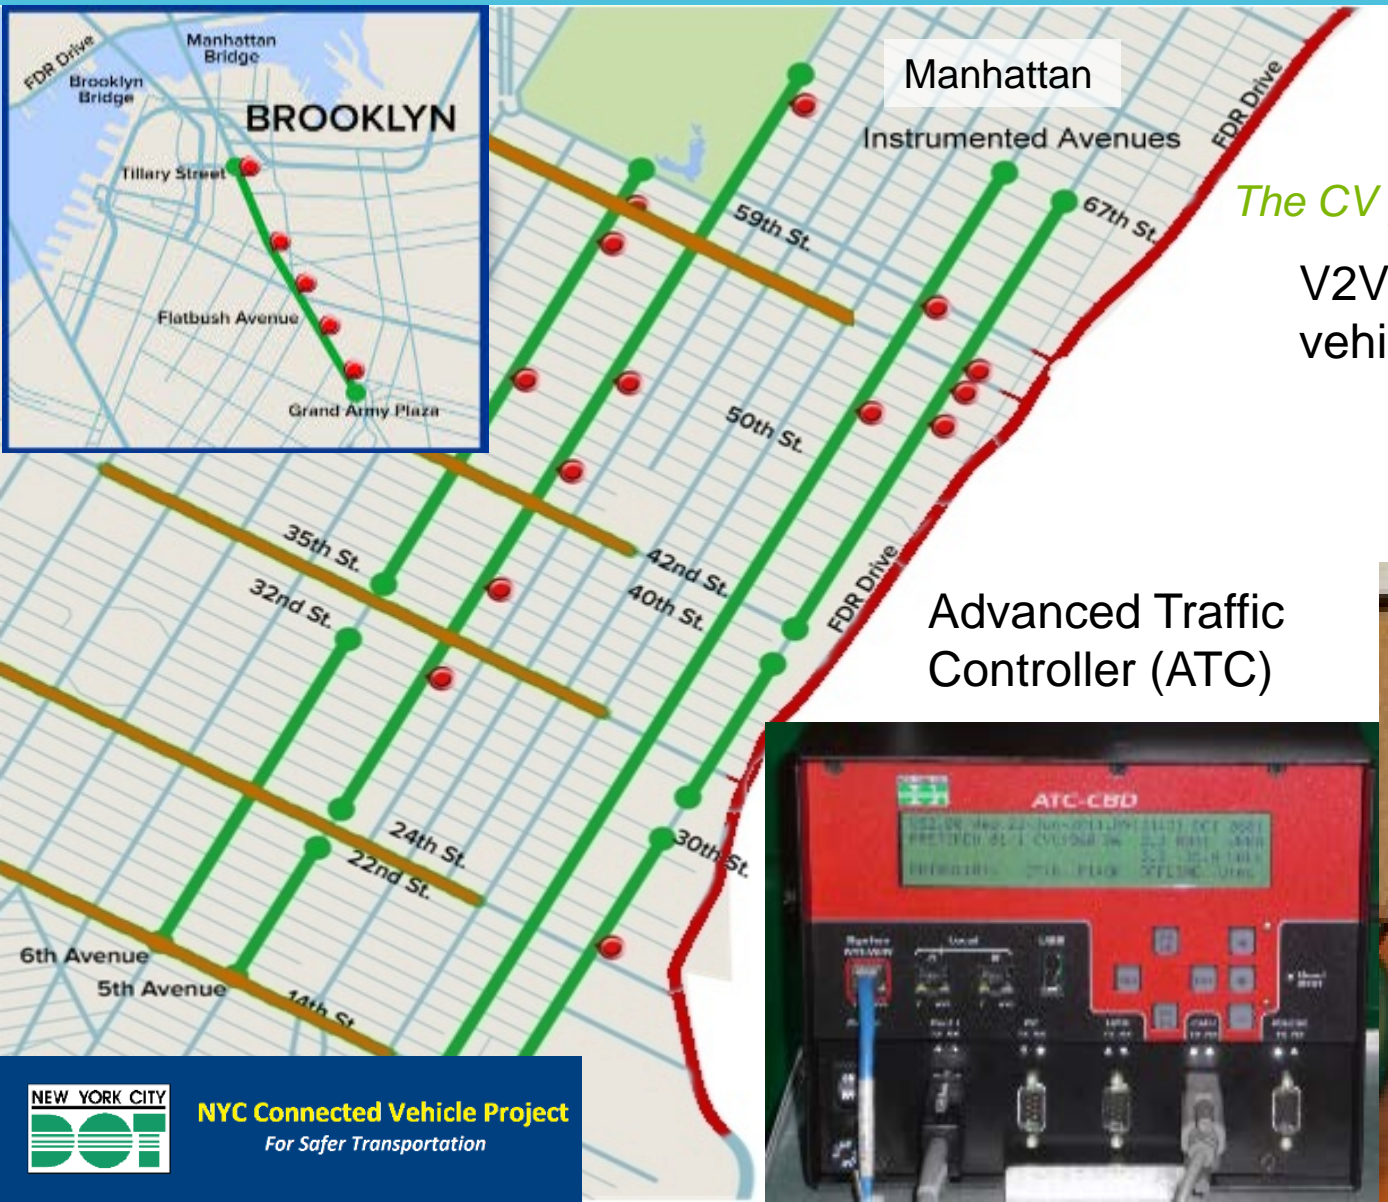 FDR Drive
Manhattan
Bridge
Brooklyn
Bridge
BROOKLYN
Tillary Street
Flatbush Avenue
Grand Army Plaza
Manhattan
Instrumented Avenues
FDR Drive
59th St.
67th St.
The CV
V2V
vehi
50th St.
35th St.
42nd St.
32nd St.
40th St.
FDR Drive
Advanced Traffic
Controller (ATC)
24th St.
30th St.
22nd St.
6th Avenue
5th Avenue
14th St.
ATC-CBD
Local
USB
NEW YORK CITY
DOT
NYC Connected Vehicle Project
For Safer Transportation